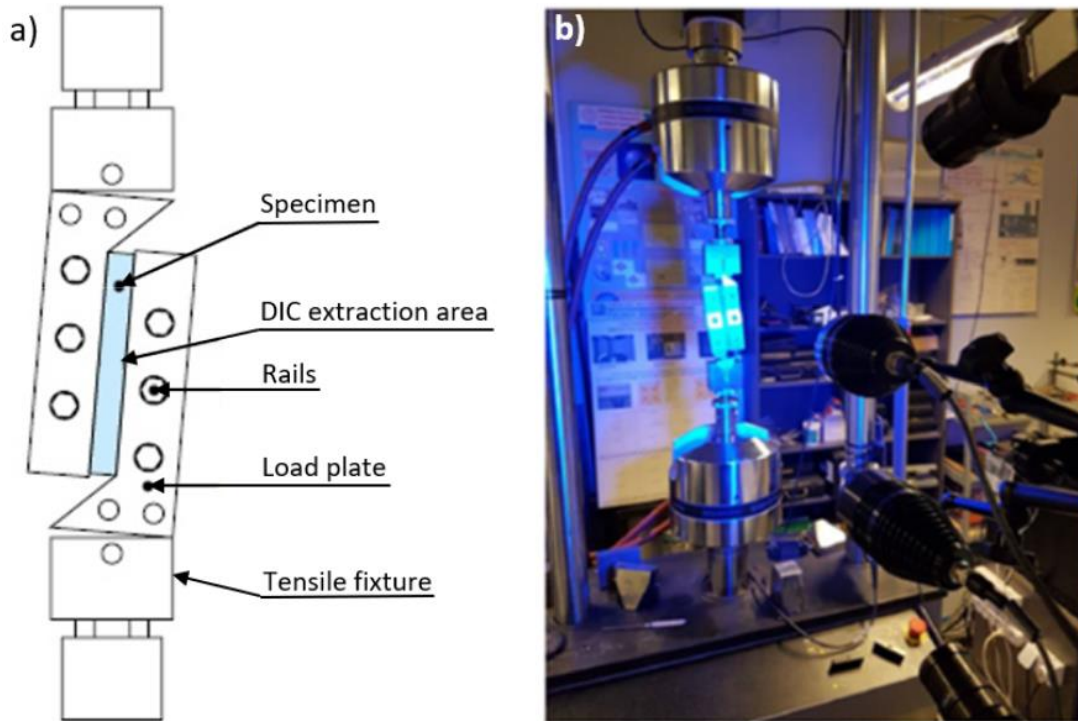 a)
Specimen
DIC extraction area
Rails
Load plate
Tensile fixture
b)